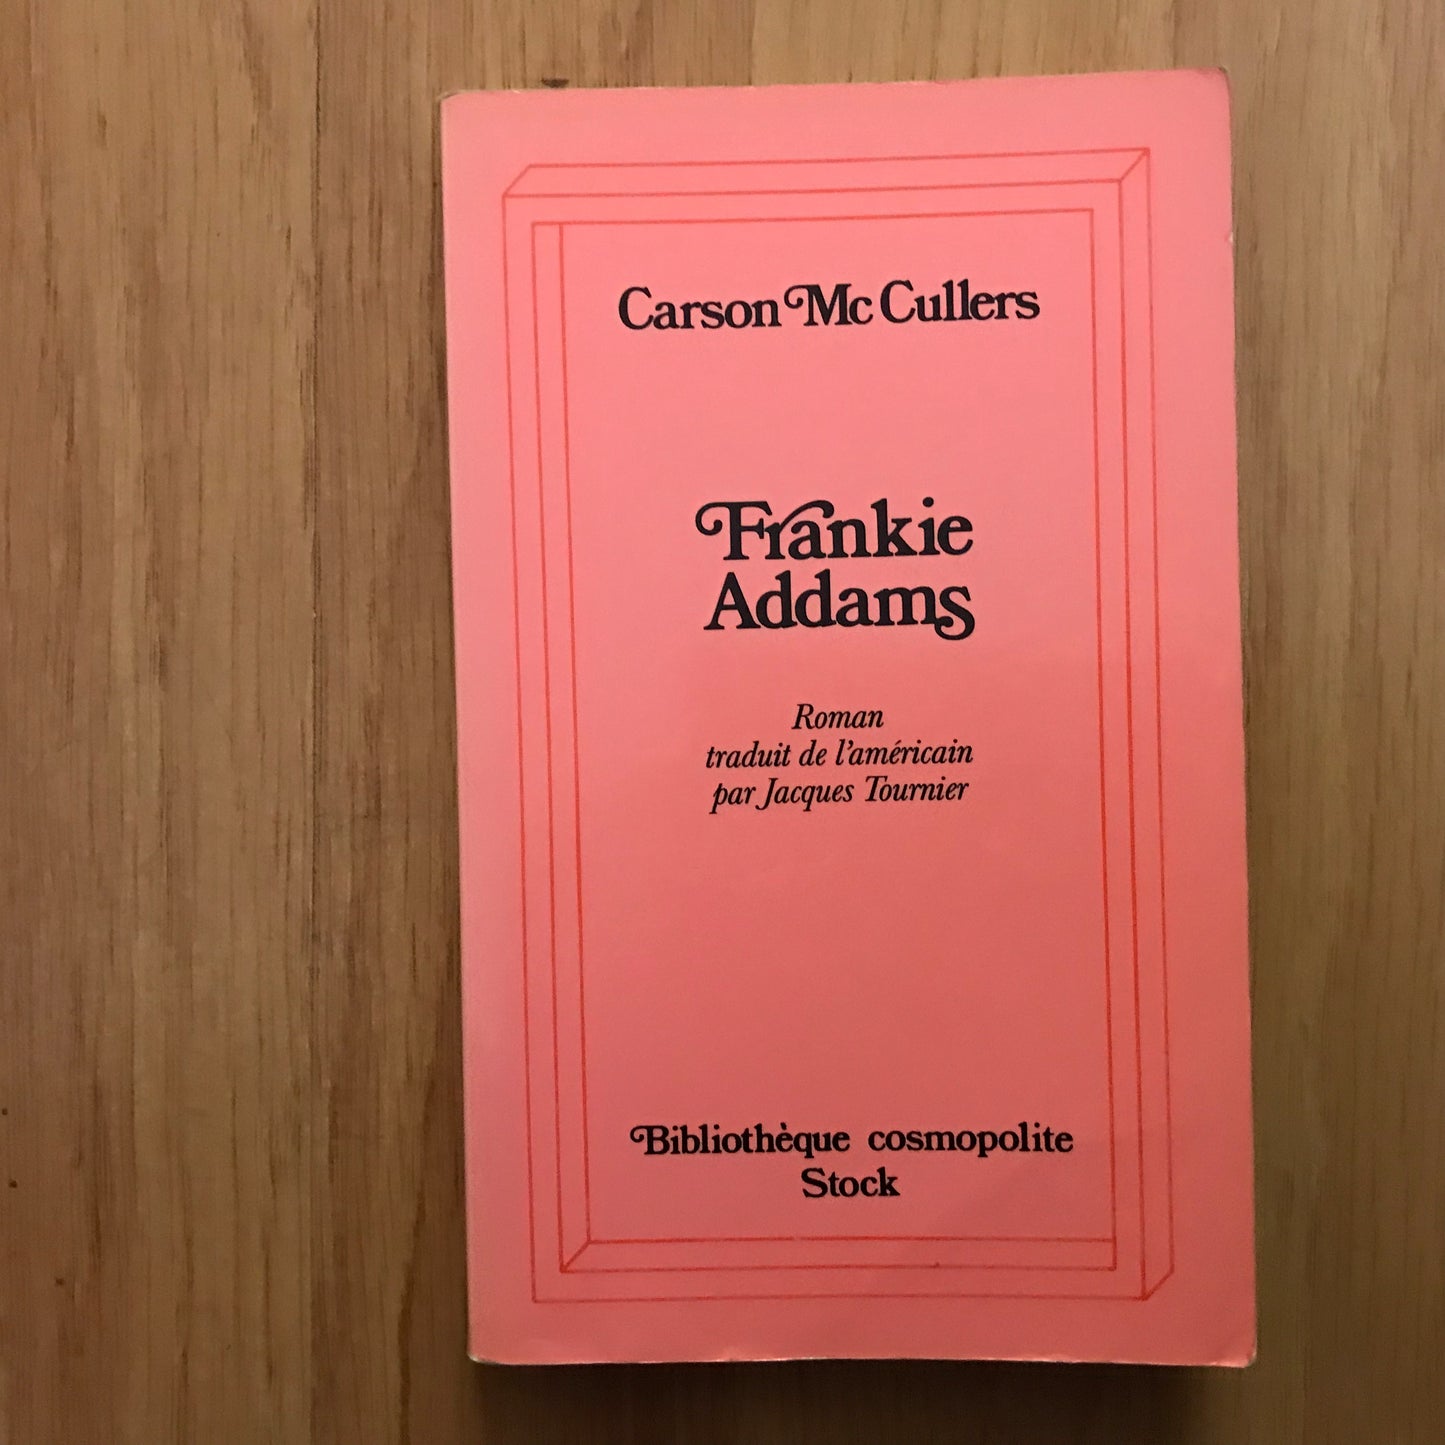 Carson Mc Cullers
Frankie
Addams
Roman
traduit de l'américain
par Jacques Tournier
Bibliothèque cosmopolite
Stock